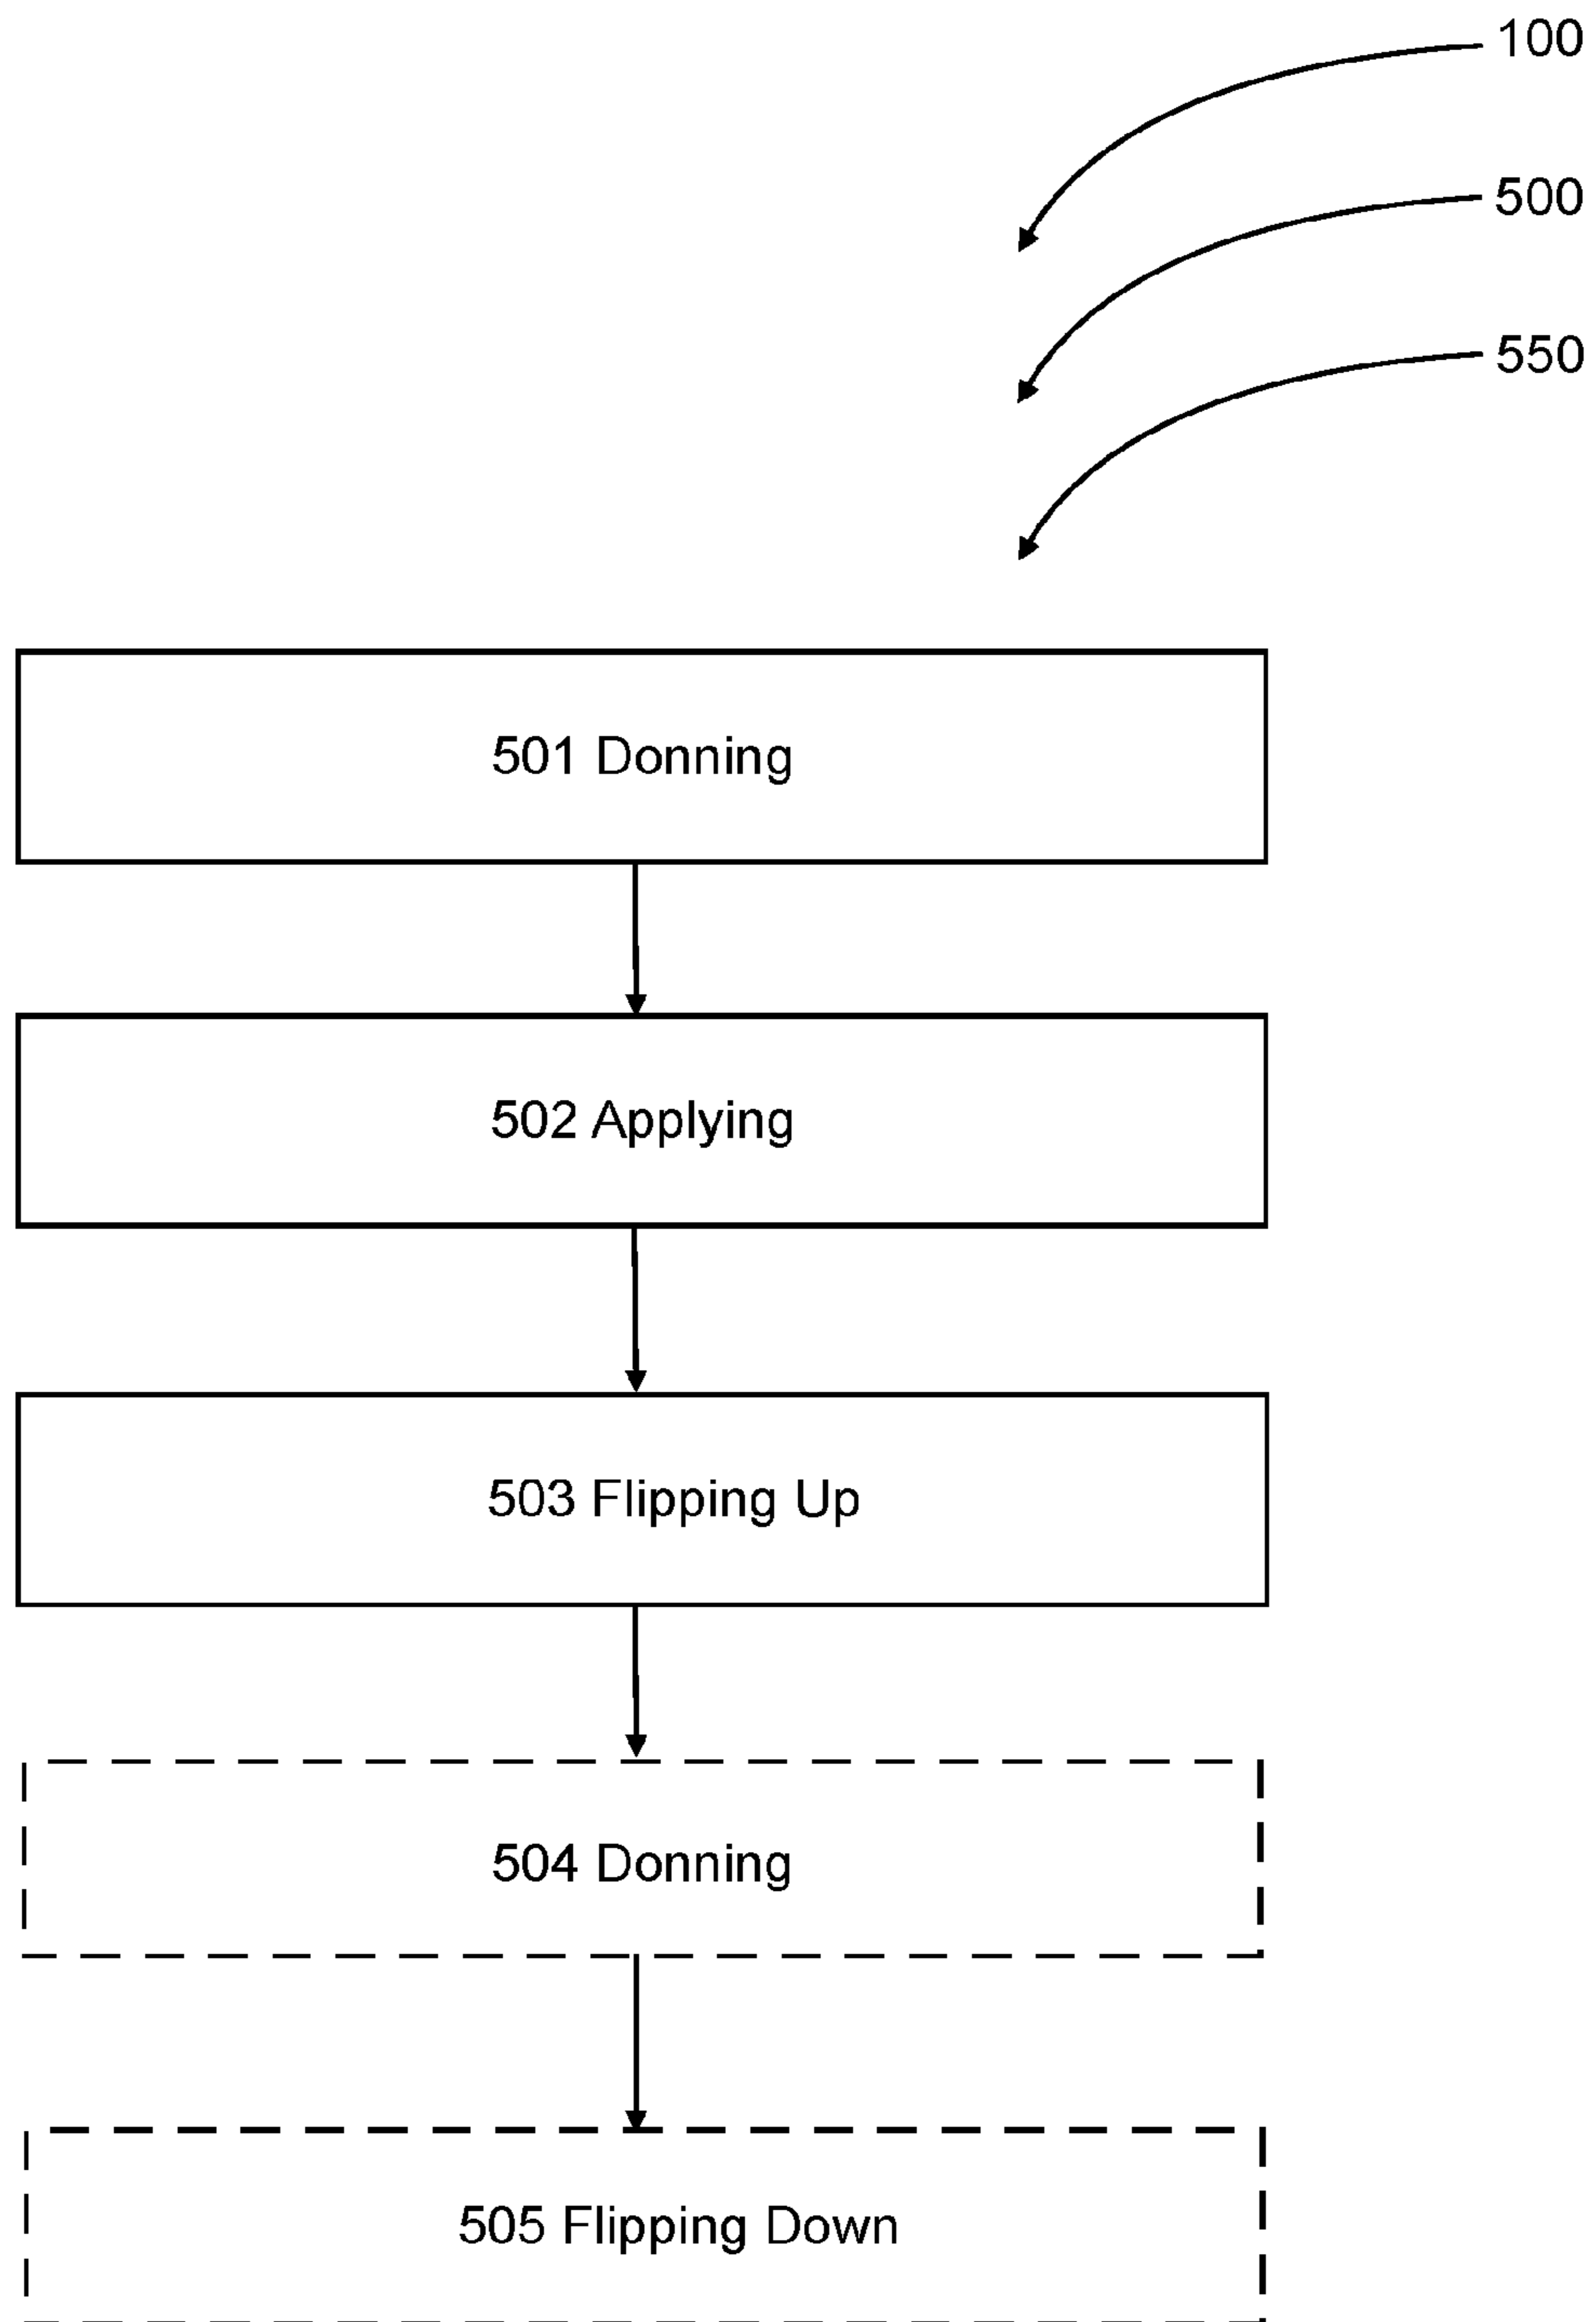 100
500
550
501 Donning
502 Applying
503 Flipping Up
504 Donning
505 Flipping Down